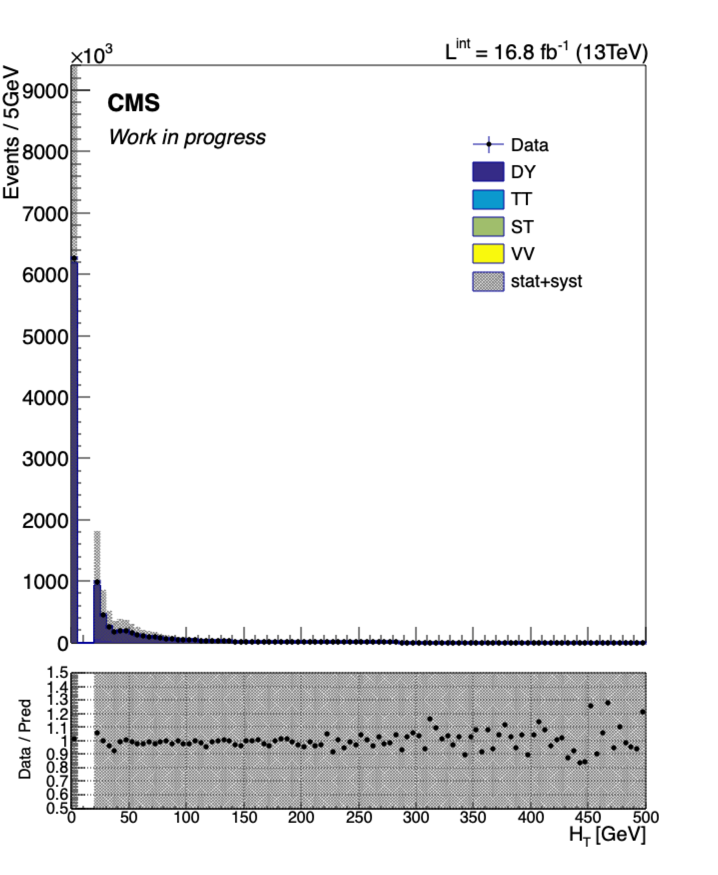 ×10³
L^int = 16.8 fb⁻¹ (13TeV)
Events / 5GeV
9000
8000
7000
6000
5000
4000
3000
2000
1000
0
CMS
Work in progress
Data
DY
TT
ST
VV
stat+syst
Data / Pred
1.5
1.4
1.3
1.2
1.1
1
0.9
0.8
0.7
0.6
0.5
0 50 100 150 200 250 300 350 400 450 500
H_T [GeV]